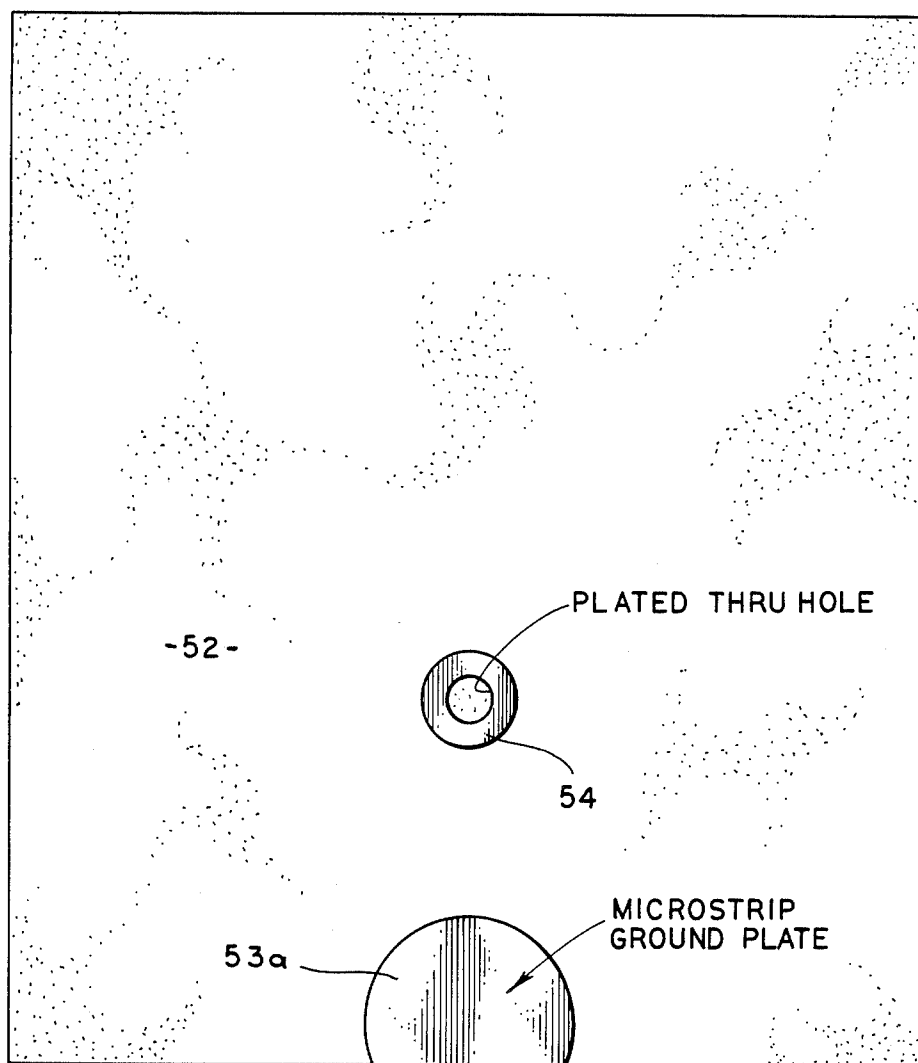 PLATED THRU HOLE
-52-
54
MICROSTRIP
GROUND PLATE
53a